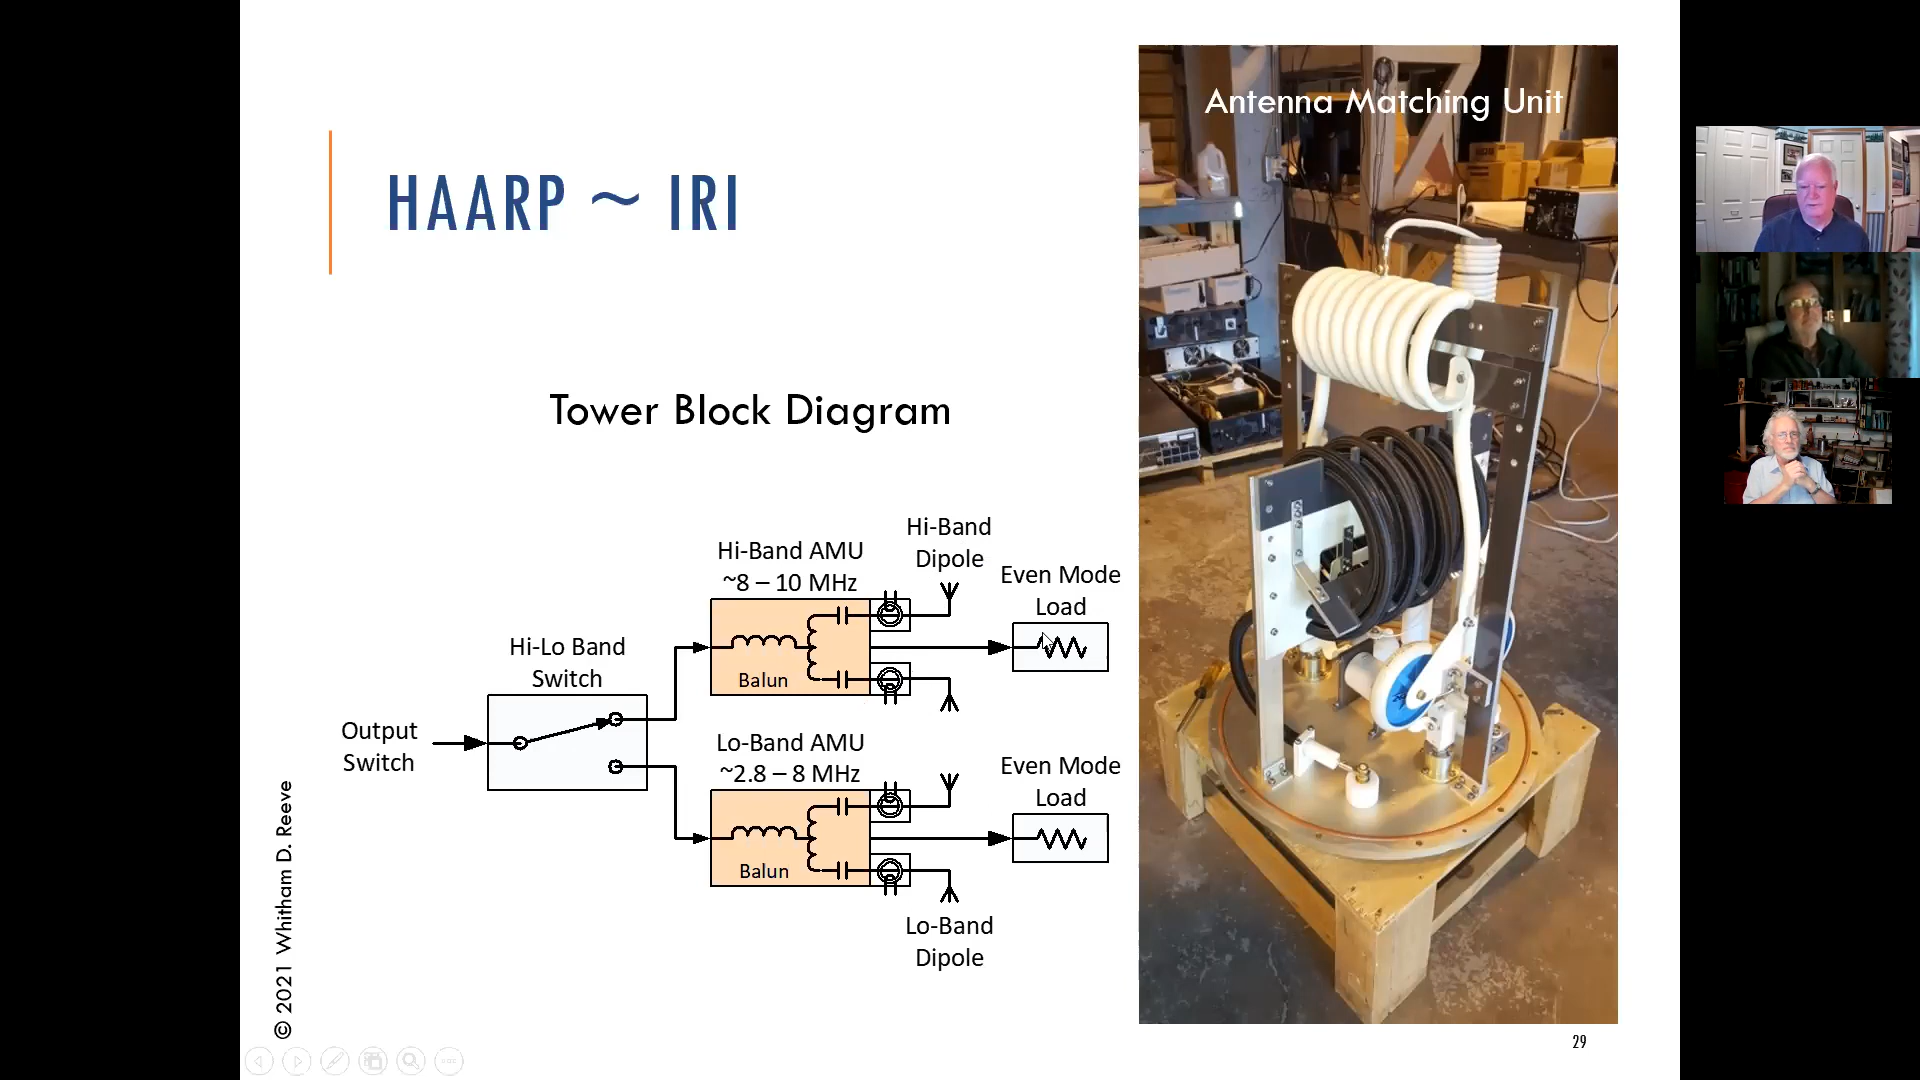 HAARP ~ IRI
Tower Block Diagram
Output
Switch
Hi-Lo Band
Switch
Hi-Band AMU
~8 – 10 MHz
Balun
Hi-Band
Dipole
Even Mode
Load
Lo-Band AMU
~2.8 – 8 MHz
Balun
Even Mode
Load
Lo-Band
Dipole
© 2021 Whitham D. Reeve
Antenna Matching Unit
29